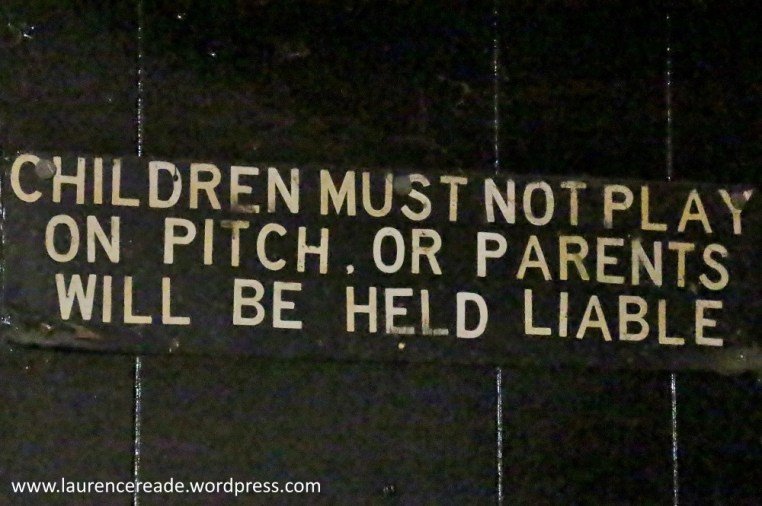 CHILDREN MUST NOT PLAY
ON PITCH, OR PARENTS
WILL BE HELD LIABLE
www.laurencereade.wordpress.com